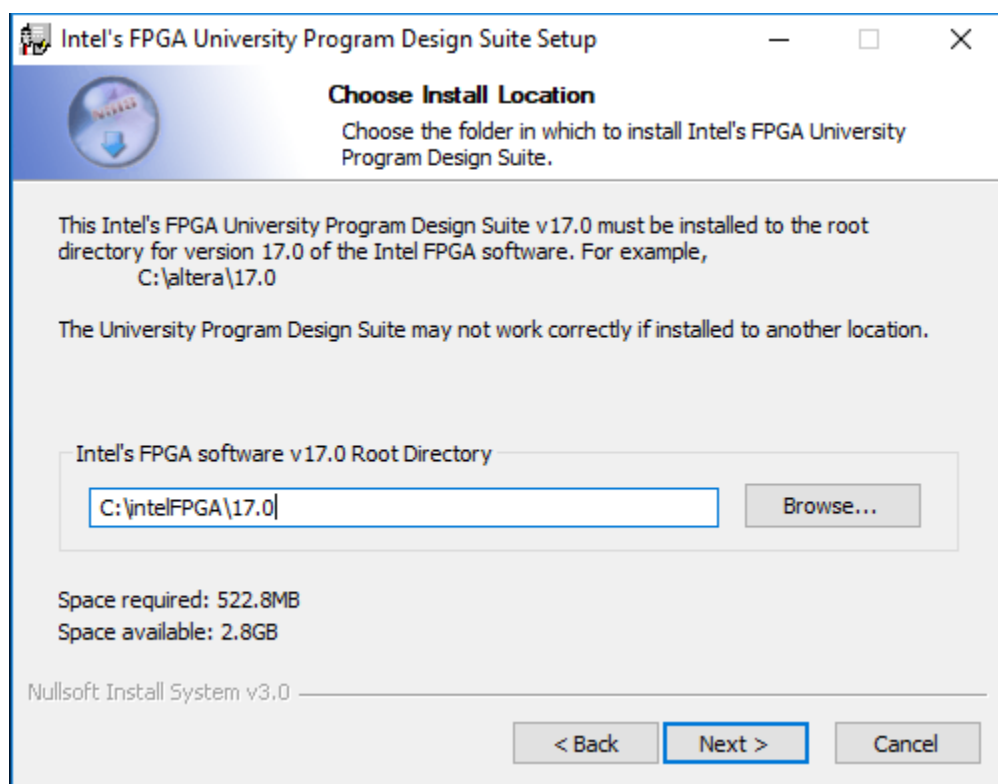 Intel's FPGA University Program Design Suite Setup
Choose Install Location
Choose the folder in which to install Intel's FPGA University
Program Design Suite.
This Intel's FPGA University Program Design Suite v17.0 must be installed to the root
directory for version 17.0 of the Intel FPGA software. For example,
C:\altera\17.0
The University Program Design Suite may not work correctly if installed to another location.
Intel's FPGA software v17.0 Root Directory
C:\intelFPGA\17.0
Browse...
Space required: 522.8MB
Space available: 2.8GB
Nullsoft Install System v3.0
< Back
Next >
Cancel